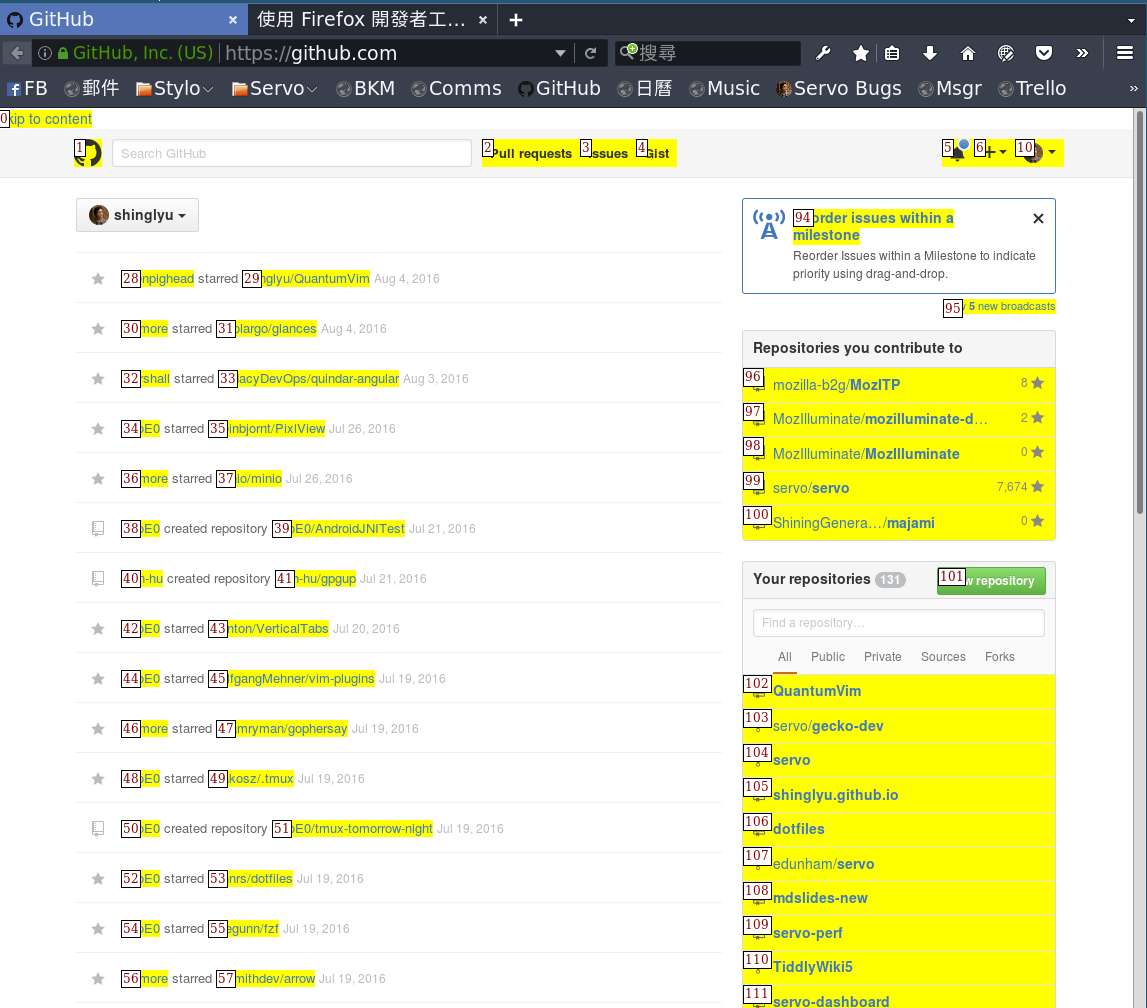 GitHub × 使用 Firefox 開發者工... × +
GitHub, Inc. (US) https://github.com 搜尋
FB 郵件 Stylo Servo BKM Comms GitHub 日曆 Music Servo Bugs Msgr Trello »
0 kip to content
1 Search GitHub 2 Pull requests 3 ssues 4 Gist 5 6 + 10
shinglyu
94 order issues within a
milestone
Reorder Issues within a Milestone to indicate
priority using drag-and-drop.
95 5 new broadcasts
28 npighead starred 29 nglyu/QuantumVim Aug 4, 2016
30 more starred 31 olargo/glances Aug 4, 2016
32 shall starred 33 acyDevOps/quindar-angular Aug 3, 2016
34 oE0 starred 35 inbjornt/PixlView Jul 26, 2016
36 more starred 37 io/minio Jul 26, 2016
38 oE0 created repository 39 oE0/AndroidJNITest Jul 21, 2016
40 n-hu created repository 41 n-hu/gpgup Jul 21, 2016
42 oE0 starred 43 nton/VerticalTabs Jul 20, 2016
44 oE0 starred 45 lfgangMehner/vim-plugins Jul 19, 2016
46 more starred 47 mryman/gophersay Jul 19, 2016
48 oE0 starred 49 kosz/.tmux Jul 19, 2016
50 oE0 created repository 51 oE0/tmux-tomorrow-night Jul 19, 2016
52 oE0 starred 53 nrs/dotfiles Jul 19, 2016
54 oE0 starred 55 egunn/fzf Jul 19, 2016
56 more starred 57 mithdev/arrow Jul 19, 2016
Repositories you contribute to
96 mozilla-b2g/MozITP 8
97 MozIlluminate/mozilluminate-d… 2
98 MozIlluminate/MozIlluminate 0
99 servo/servo 7,674
100 ShiningGenera…/majami 0
Your repositories 131 101 w repository
Find a repository…
All Public Private Sources Forks
102 QuantumVim
103 servo/gecko-dev
104 servo
105 shinglyu.github.io
106 dotfiles
107 edunham/servo
108 mdslides-new
109 servo-perf
110 TiddlyWiki5
111 servo-dashboard